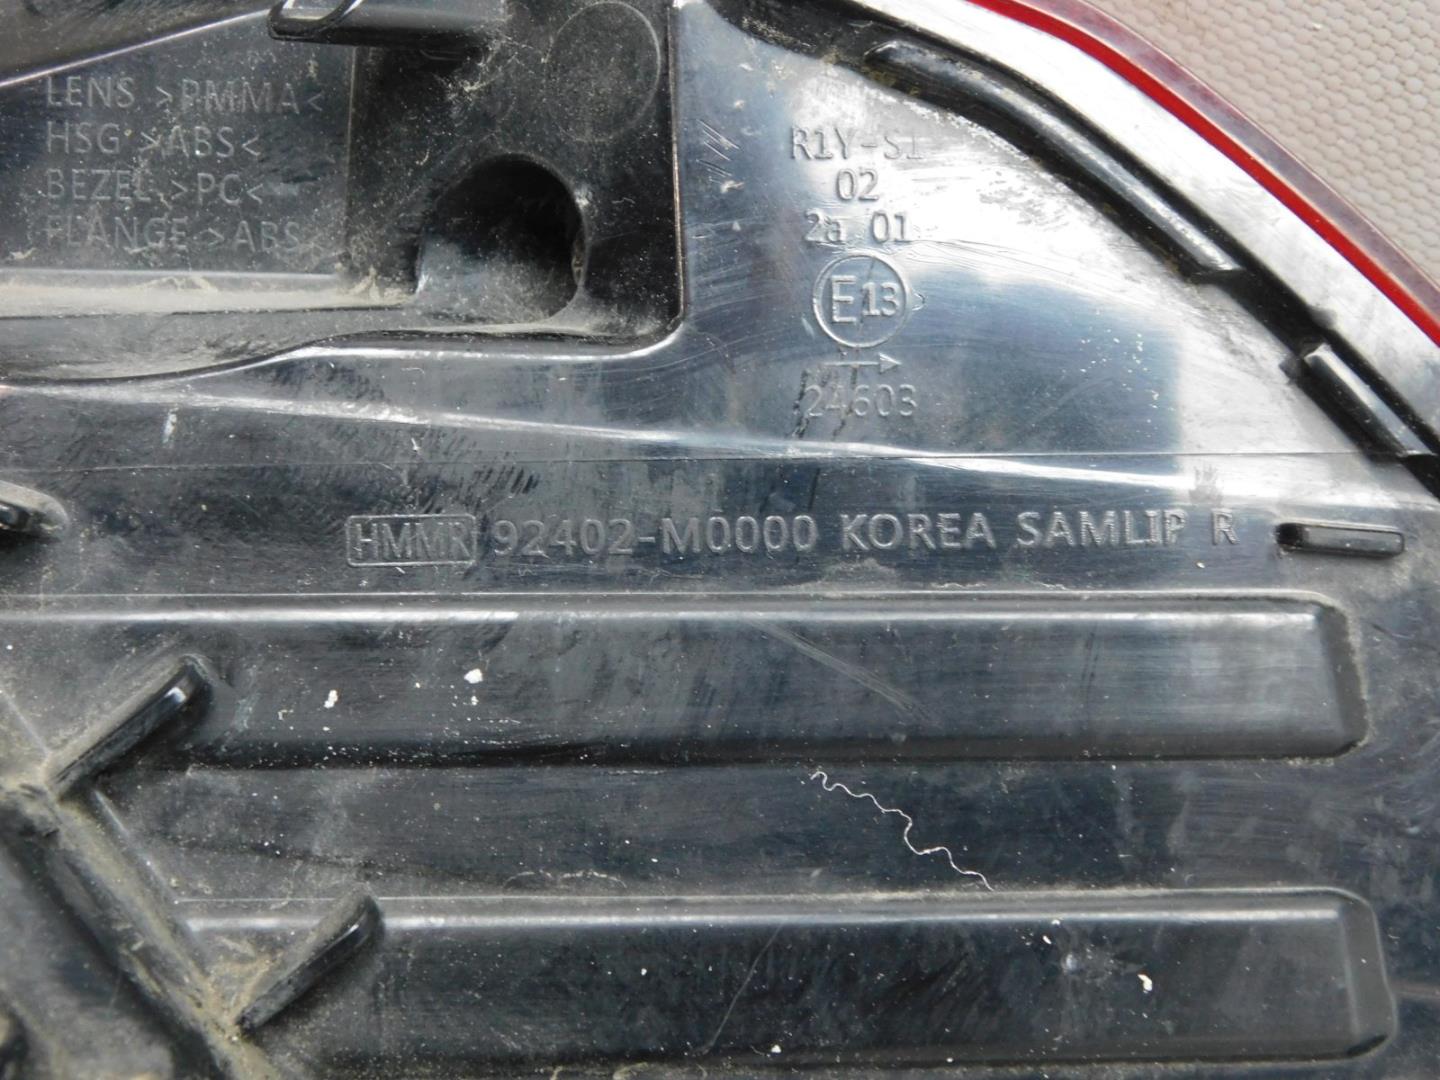 LENS >PMMA<
HSG >ABS<
BEZEL >PC<
FLANGE >ABS
R1Y-S1
02
2a 01
E 13
24603
HMMR 92402-M0000 KOREA SAMLIP R